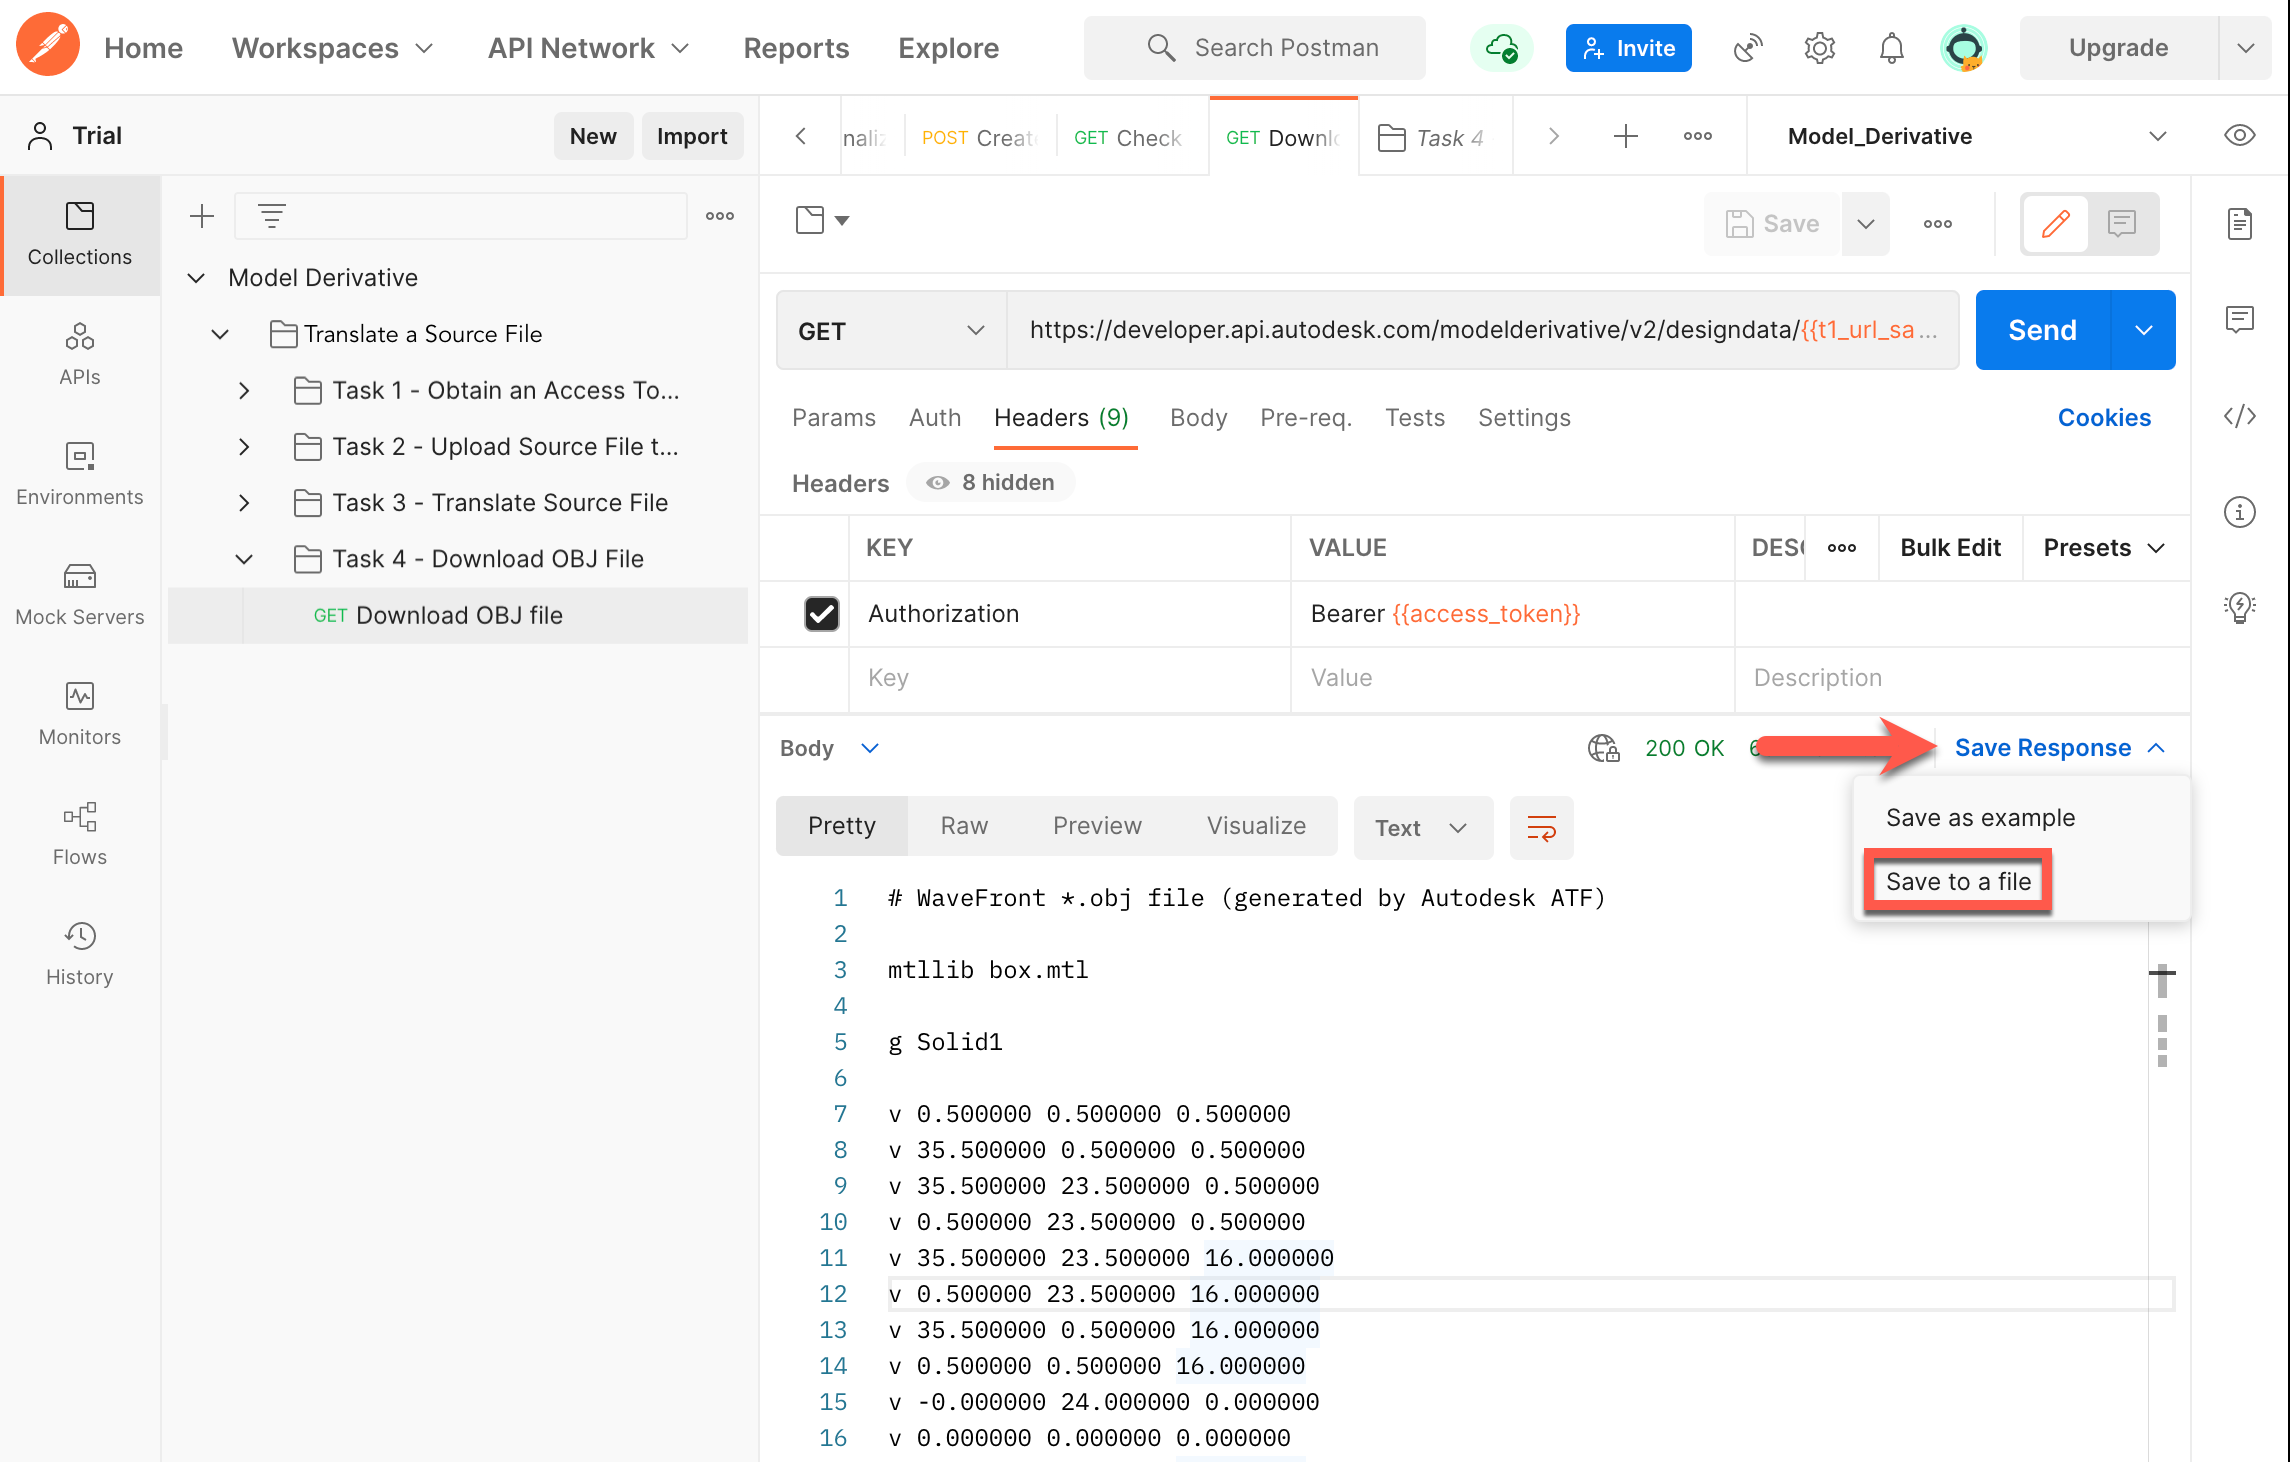 Home Workspaces API Network Reports Explore Search Postman Invite Upgrade
Trial New Import
POST Create GET Check GET Downlo Task 4 Model_Derivative
Collections
APIs
Environments
Mock Servers
Monitors
Flows
History
Model Derivative
Translate a Source File
Task 1 - Obtain an Access To...
Task 2 - Upload Source File t...
Task 3 - Translate Source File
Task 4 - Download OBJ File
GET Download OBJ file
Save
GET https://developer.api.autodesk.com/modelderivative/v2/designdata/{{t1_url_sa... Send
Params Auth Headers (9) Body Pre-req. Tests Settings Cookies
Headers 8 hidden
KEY VALUE DESC Bulk Edit Presets
Authorization Bearer {{access_token}}
Key Value Description
Body 200 OK Save Response
Save as example
Save to a file
Pretty Raw Preview Visualize Text
1 # WaveFront *.obj file (generated by Autodesk ATF)
2
3 mtllib box.mtl
4
5 g Solid1
6
7 v 0.500000 0.500000 0.500000
8 v 35.500000 0.500000 0.500000
9 v 35.500000 23.500000 0.500000
10 v 0.500000 23.500000 0.500000
11 v 35.500000 23.500000 16.000000
12 v 0.500000 23.500000 16.000000
13 v 35.500000 0.500000 16.000000
14 v 0.500000 0.500000 16.000000
15 v -0.000000 24.000000 0.000000
16 v 0.000000 0.000000 0.000000